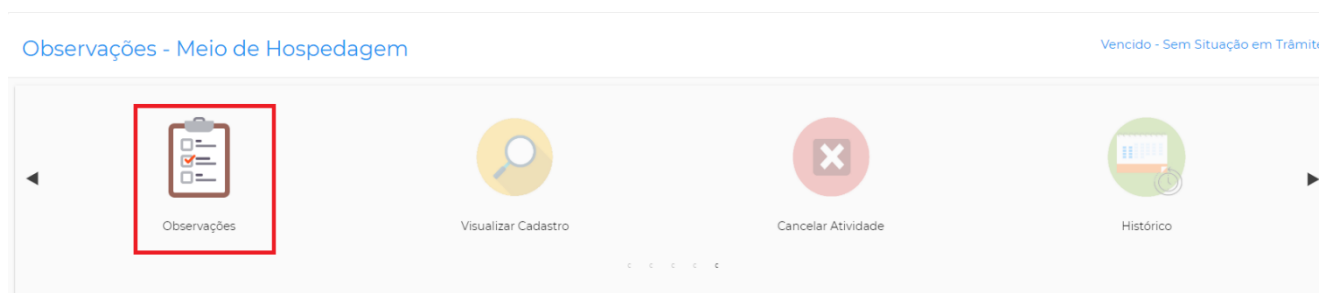 Observações - Meio de Hospedagem
Vencido - Sem Situação em Trâmite
Observações
Visualizar Cadastro
Cancelar Atividade
Histórico
c c c c c